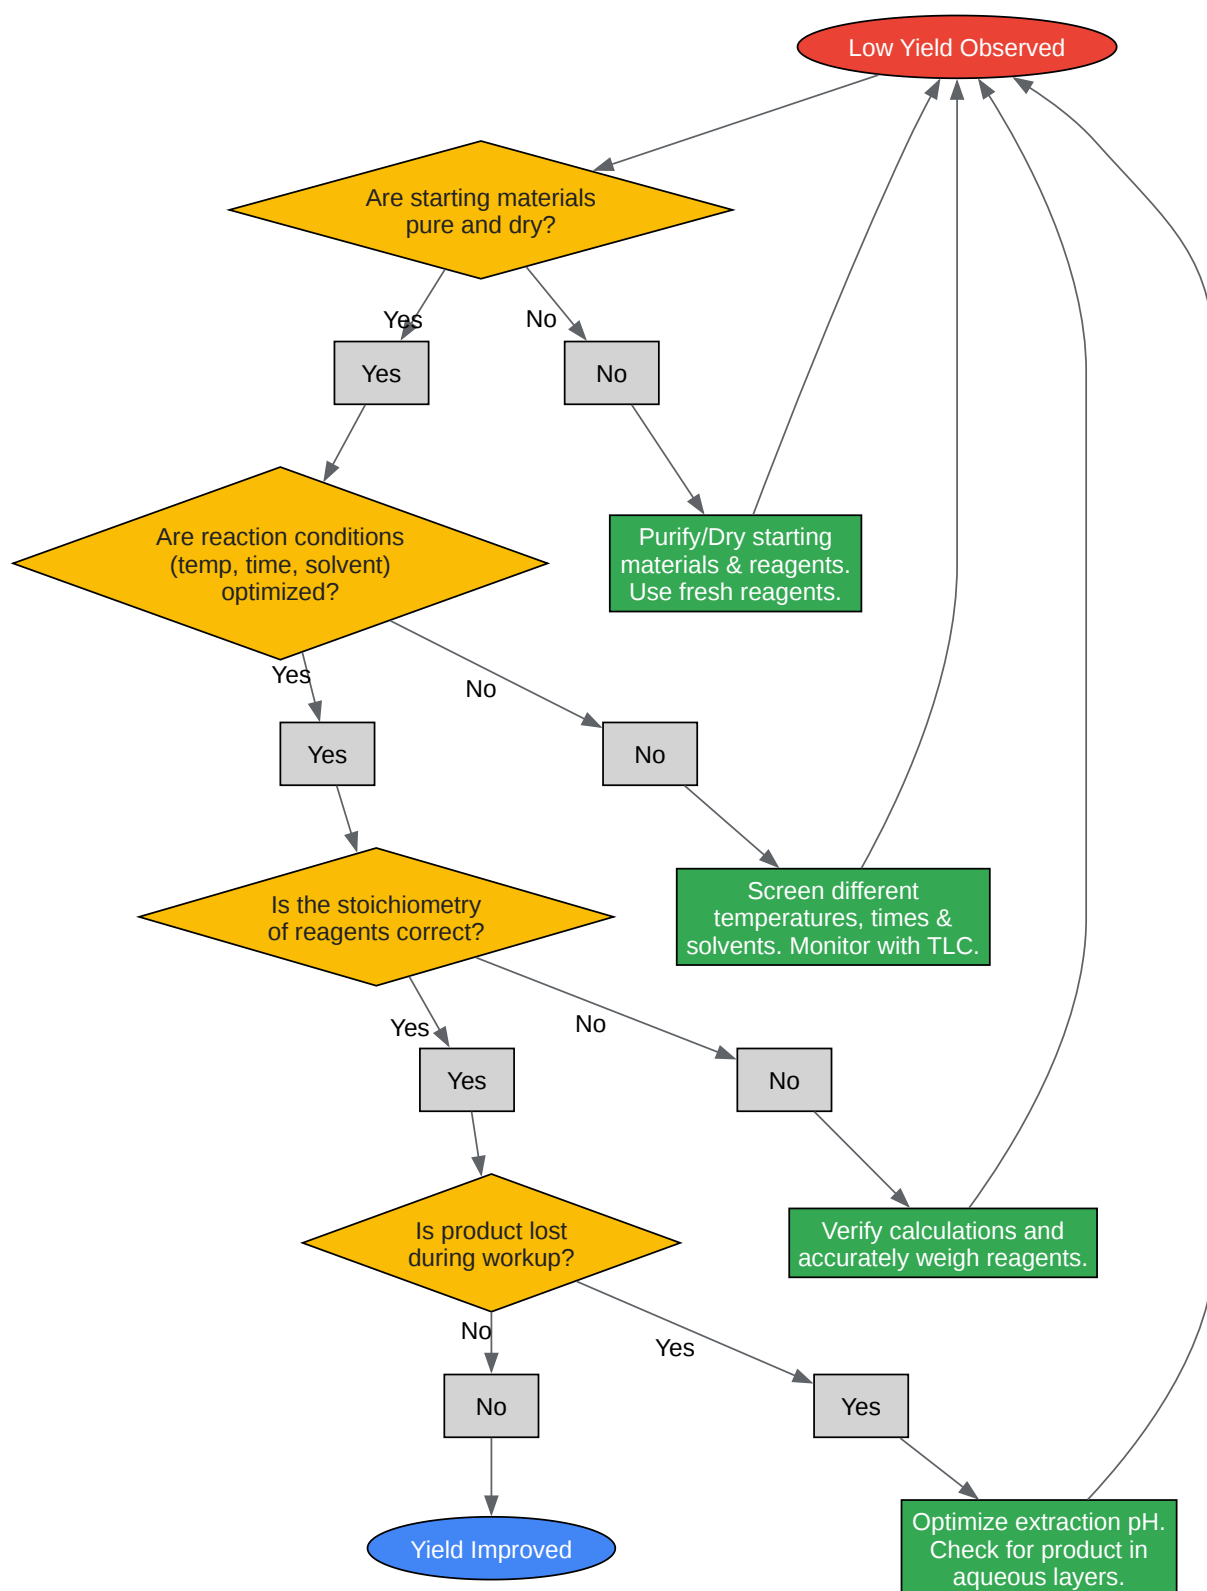 Low Yield Observed
Are starting materials
pure and dry?
Yes
No
Yes
No
Are reaction conditions
(temp, time, solvent)
optimized?
Purify/Dry starting
materials & reagents.
Use fresh reagents.
Yes
No
Yes
No
Is the stoichiometry
of reagents correct?
Screen different
temperatures, times &
solvents. Monitor with TLC.
Yes
No
Yes
No
Is product lost
during workup?
Verify calculations and
accurately weigh reagents.
No
Yes
No
Yes
Yield Improved
Optimize extraction pH.
Check for product in
aqueous layers.